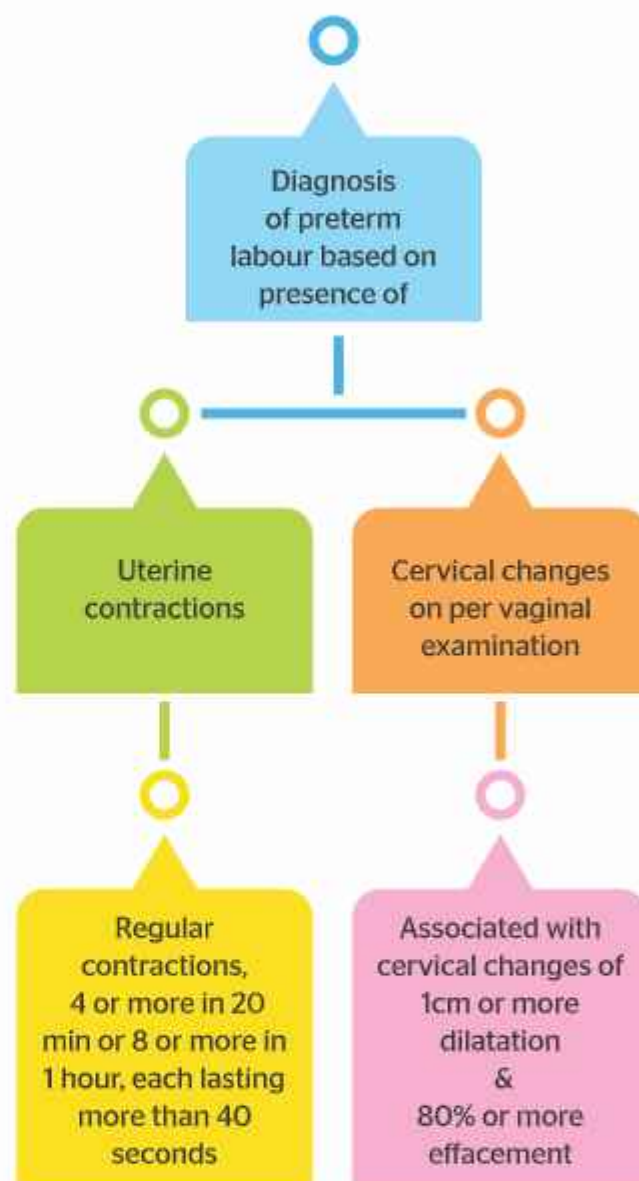 Diagnosis
of preterm
labour based on
presence of
Uterine
contractions
Cervical changes
on per vaginal
examination
Regular
contractions,
4 or more in 20
min or 8 or more in
1 hour, each lasting
more than 40
seconds
Associated with
cervical changes of
1cm or more
dilatation
&
80% or more
effacement